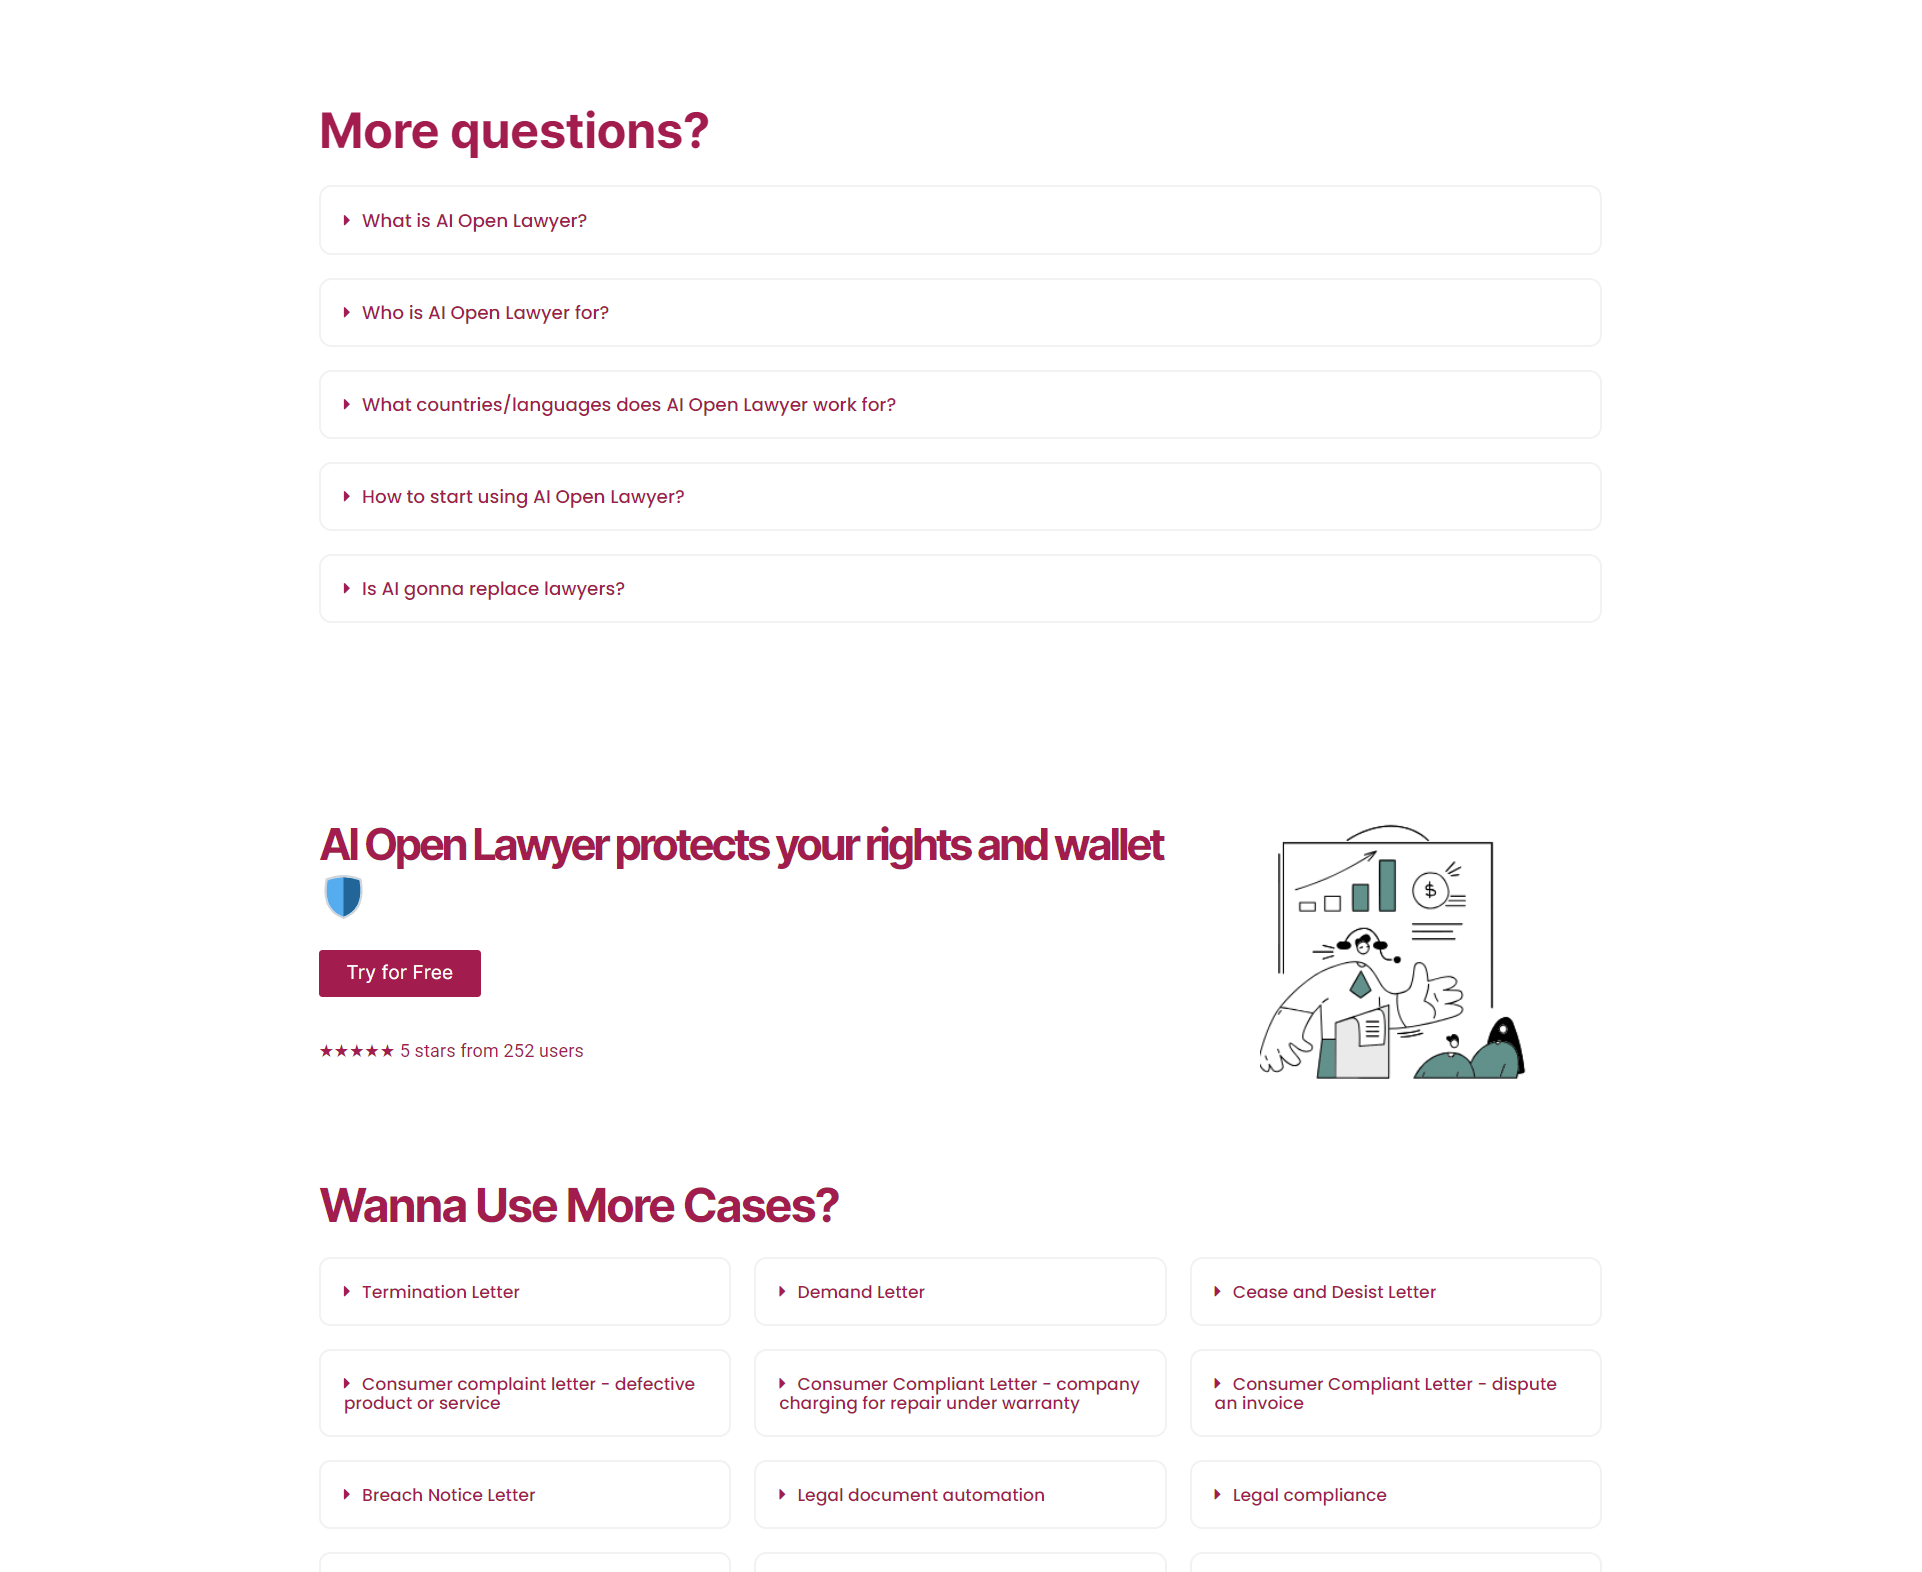 More questions?
What is AI Open Lawyer?
Who is AI Open Lawyer for?
What countries/languages does AI Open Lawyer work for?
How to start using AI Open Lawyer?
Is AI gonna replace lawyers?
AI Open Lawyer protects your rights and wallet
$
Try for Free
★★★★★ 5 stars from 252 users
Wanna Use More Cases?
Termination Letter
Demand Letter
Cease and Desist Letter
Consumer complaint letter - defective
product or service
Consumer Compliant Letter - company
charging for repair under warranty
Consumer Compliant Letter - dispute
an invoice
Breach Notice Letter
Legal document automation
Legal compliance